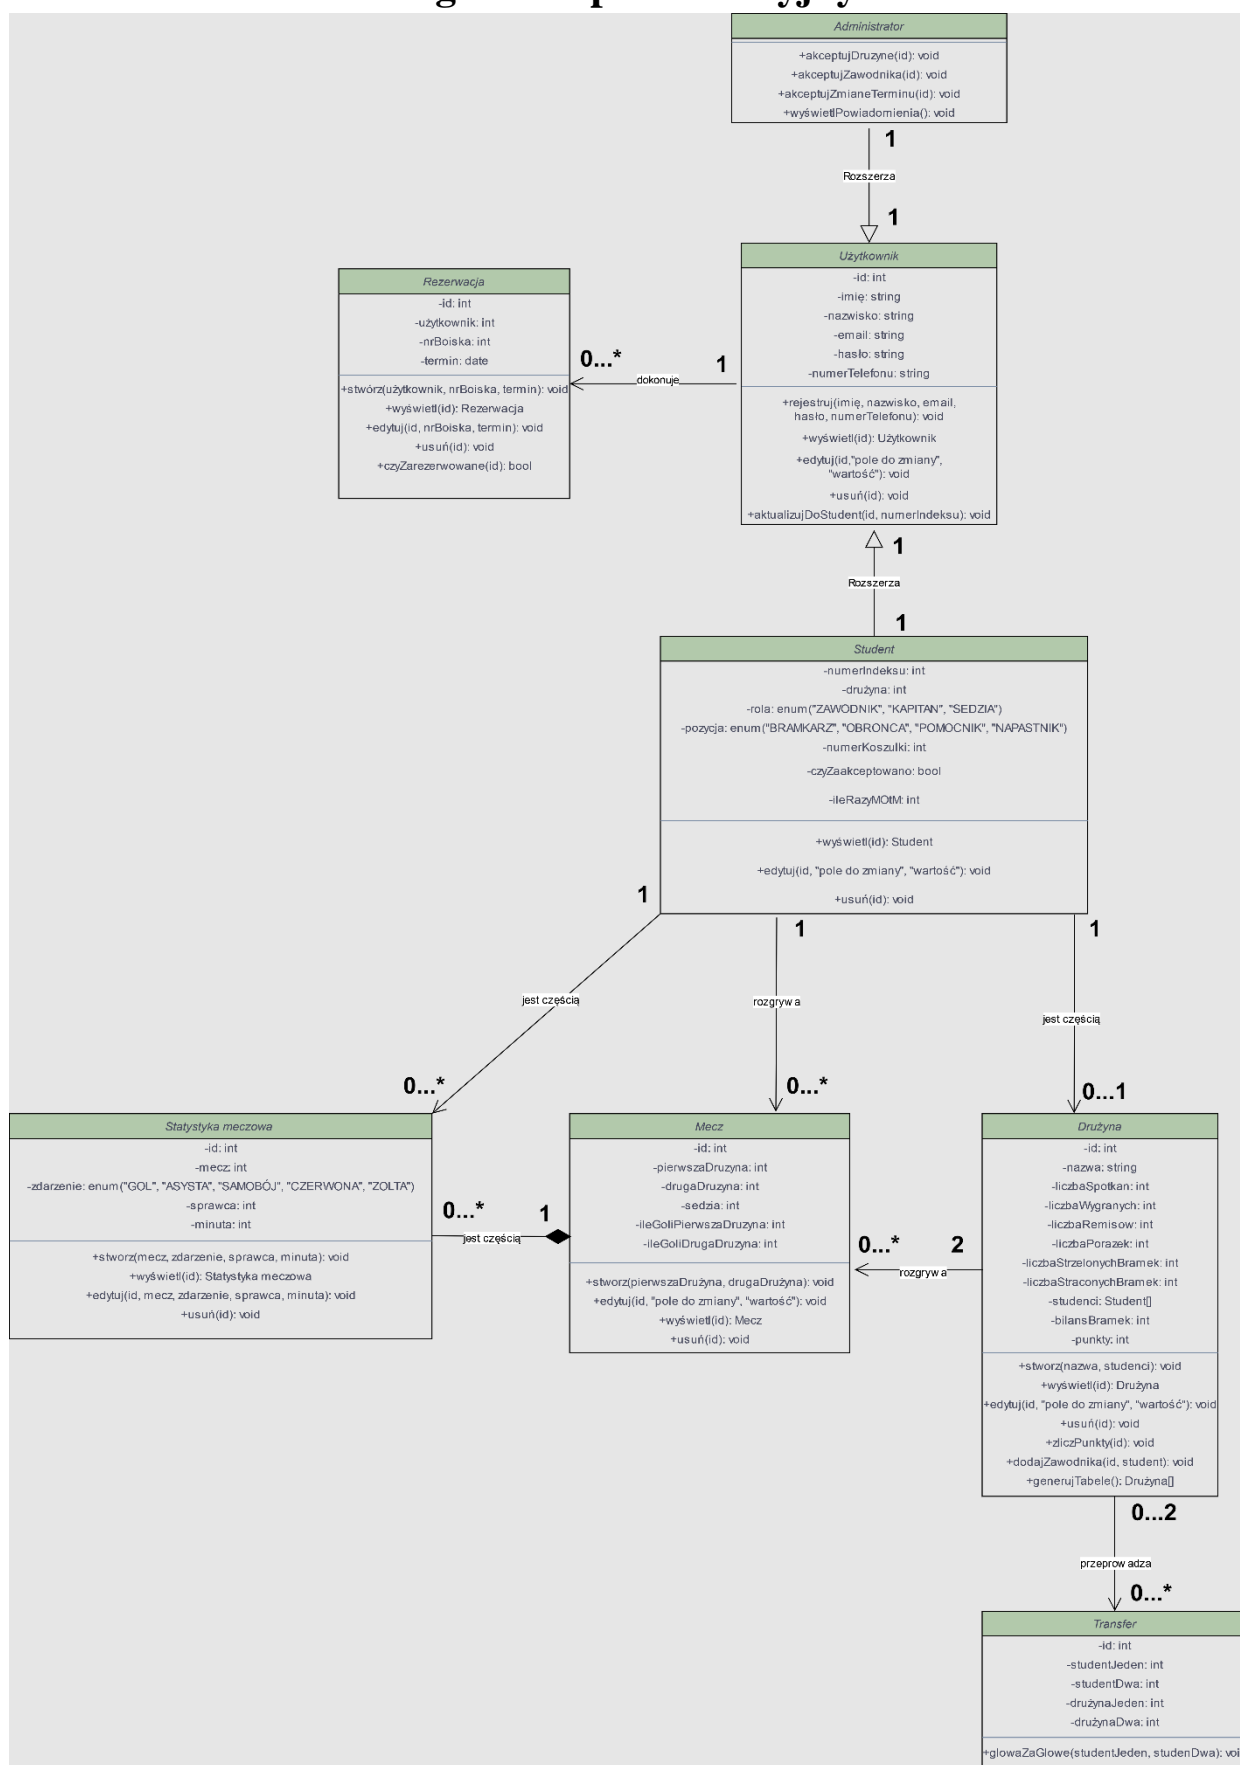 Administrator
+akceptujDruzyne(id): void
+akceptujZawodnika(id): void
+akceptujZmianeTerminu(id): void
+wyświetlPowiadomienia(): void
1
Rozszerza
1
Użytkownik
-id: int
-imię: string
-nazwisko: string
-email: string
-hasło: string
-numerTelefonu: string
+rejestruj(imię, nazwisko, email,
hasło, numerTelefonu): void
+wyświetl(id): Użytkownik
+edytuj(id,"pole do zmiany",
"wartość"): void
+usuń(id): void
+aktualizujDoStudent(id, numerIndeksu): void
Rezerwacja
-id: int
-użytkownik: int
-nrBoiska: int
-termin: date
+stwórz(użytkownik, nrBoiska, termin): void
+wyświetl(id): Rezerwacja
+edytuj(id, nrBoiska, termin): void
+usuń(id): void
+czyZarezerwowane(id): bool
0...*
1
dokonuje
1
Rozszerza
1
Student
-numerIndeksu: int
-drużyna: int
-rola: enum("ZAWODNIK", "KAPITAN", "SEDZIA")
-pozycja: enum("BRAMKARZ", "OBRONCA", "POMOCNIK", "NAPASTNIK")
-numerKoszulki: int
-czyZaakceptowano: bool
-ileRazyMOtM: int
+wyświetl(id): Student
+edytuj(id, "pole do zmiany", "wartość"): void
+usuń(id): void
1
1
1
jest częścią
rozgrywa
jest częścią
0...*
0...*
0...1
Statystyka meczowa
-id: int
-mecz: int
-zdarzenie: enum("GOL", "ASYSTA", "SAMOBÓJ", "CZERWONA", "ZOLTA")
-sprawca: int
-minuta: int
+stworz(mecz, zdarzenie, sprawca, minuta): void
+wyświetl(id): Statystyka meczowa
+edytuj(id, mecz, zdarzenie, sprawca, minuta): void
+usuń(id): void
0...*
1
jest częścią
Mecz
-id: int
-pierwszaDruzyna: int
-drugaDruzyna: int
-sedzia: int
-ileGoliPierwszaDruzyna: int
-ileGoliDrugaDruzyna: int
+stworz(pierwszaDrużyna, drugaDrużyna): void
+edytuj(id, "pole do zmiany", "wartość"): void
+wyświetl(id): Mecz
+usuń(id): void
0...*
2
rozgrywa
Drużyna
-id: int
-nazwa: string
-liczbaSpotkan: int
-liczbaWygranych: int
-liczbaRemisow: int
-liczbaPorazek: int
-liczbaStrzelonychBramek: int
-liczbaStraconychBramek: int
-studenci: Student[]
-bilansBramek: int
-punkty: int
+stworz(nazwa, studenci): void
+wyświetl(id): Drużyna
+edytuj(id, "pole do zmiany", "wartość"): void
+usuń(id): void
+zliczPunkty(id): void
+dodajZawodnika(id, student): void
+generujTabele(): Drużyna[]
0...2
przeprowadza
0...*
Transfer
-id: int
-studentJeden: int
-studentDwa: int
-drużynaJeden: int
-drużynaDwa: int
+glowaZaGlowe(studentJeden, studenDwa): voi